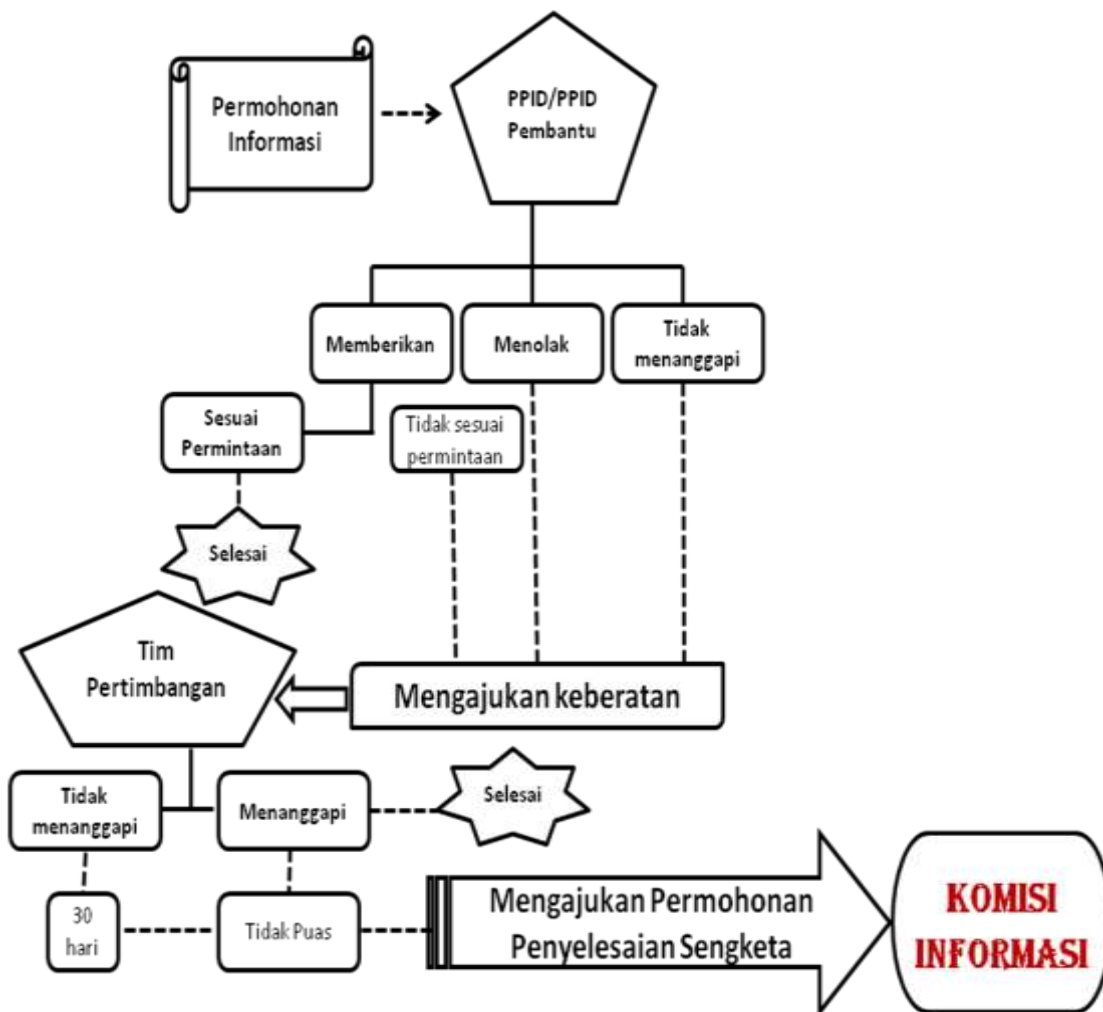 Permohonan
Informasi
PPID/PPID
Pembantu
Memberikan
Menolak
Tidak
menanggapi
Sesuai
Permintaan
Tidak sesuai
permintaan
Selesai
Tim
Pertimbangan
Mengajukan keberatan
Tidak
menanggapi
Menanggapi
Selesai
30
hari
Tidak Puas
Mengajukan Permohonan
Penyelesaian Sengketa
KOMISI
INFORMASI